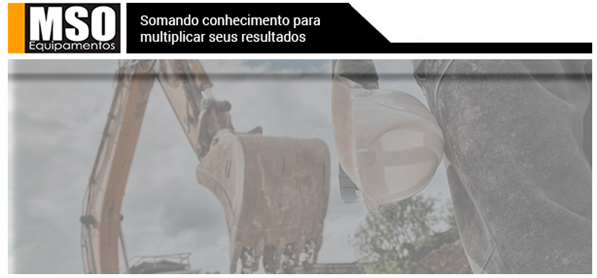 MSO
Equipamentos
Somando conhecimento para
multiplicar seus resultados